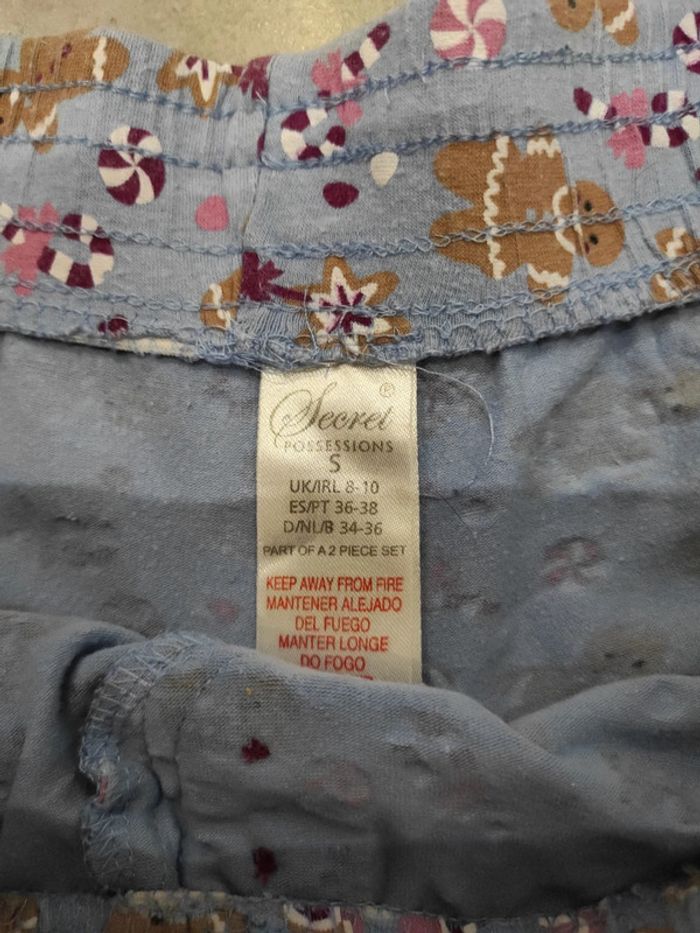 Secret ®
POSSESSIONS
S
UK/IRL 8-10
ES/PT 36-38
D/NL/B 34-36
PART OF A 2 PIECE SET
KEEP AWAY FROM FIRE
MANTENER ALEJADO
DEL FUEGO
MANTER LONGE
DO FOGO